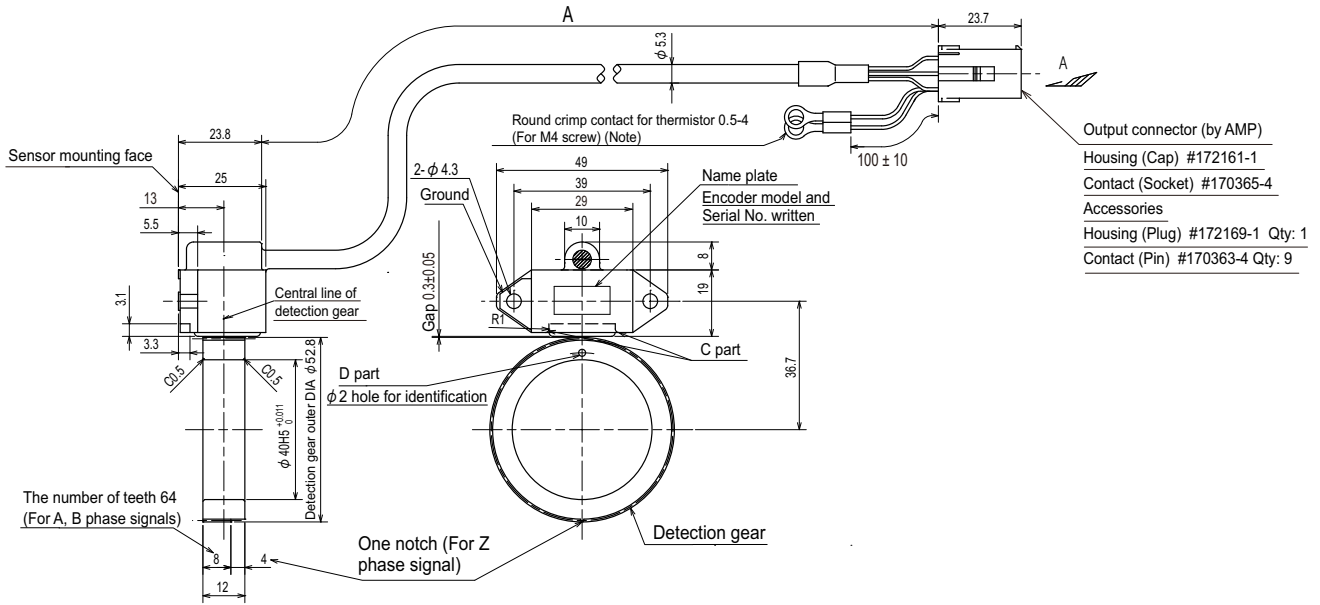 A
23.7
φ 5.3
A
23.8
Round crimp contact for thermistor 0.5-4
(For M4 screw) (Note)
100 ± 10
Output connector (by AMP)
Housing (Cap) #172161-1
Contact (Socket) #170365-4
Accessories
Housing (Plug) #172169-1 Qty: 1
Contact (Pin) #170363-4 Qty: 9
Sensor mounting face
25
13
5.5
2- φ 4.3
Ground
49
39
29
10
Name plate
Encoder model and
Serial No. written
8
19
3.1
Central line of
detection gear
Gap 0.3±0.05
R1
C part
3.3
C0.5
C0.5
D part
φ 2 hole for identification
36.7
φ 40H5 +0.011 0
Detection gear outer DIA φ 52.8
The number of teeth 64
(For A, B phase signals)
One notch (For Z
phase signal)
Detection gear
8
4
12